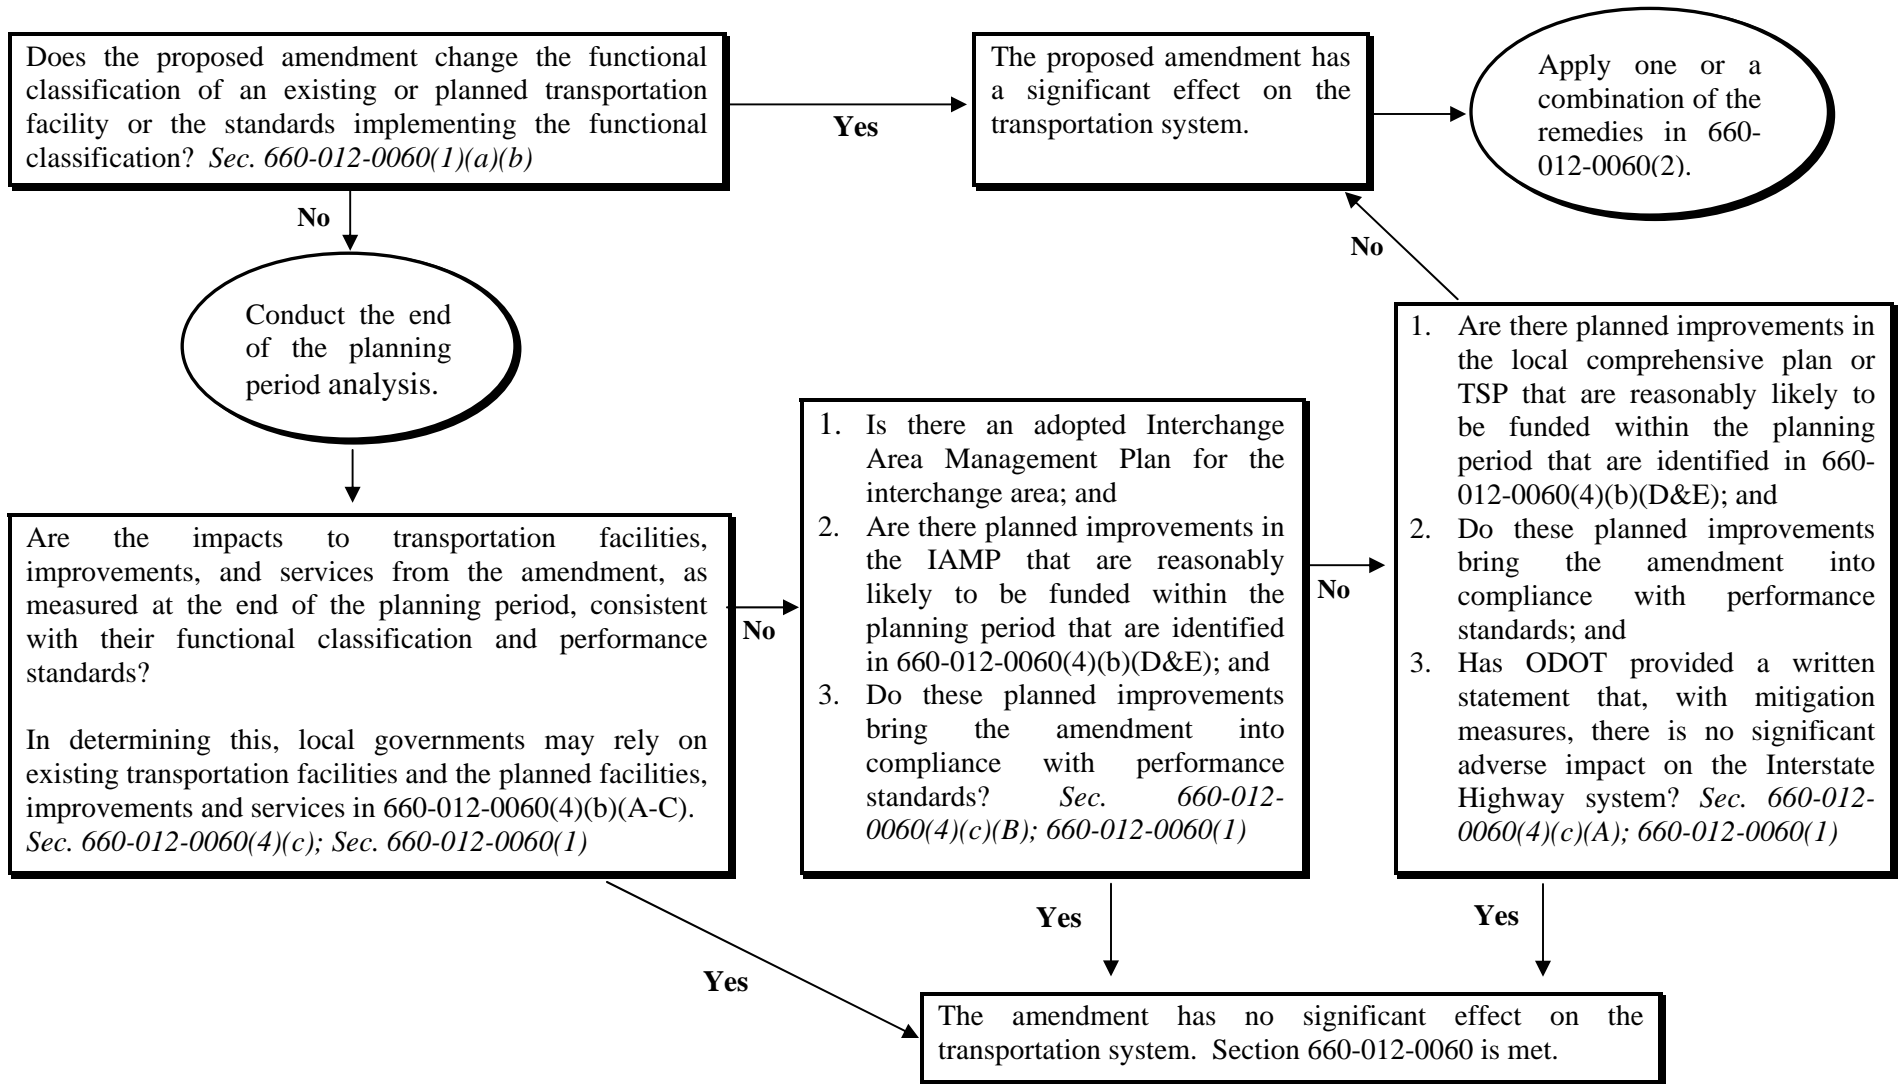 Does the proposed amendment change the functional
classification of an existing or planned transportation
facility or the standards implementing the functional
classification? Sec. 660-012-0060(1)(a)(b)
Yes
The proposed amendment has
a significant effect on the
transportation system.
Apply one or a
combination of the
remedies in 660-
012-0060(2).
No
Conduct the end
of the planning
period analysis.
Are the impacts to transportation facilities,
improvements, and services from the amendment, as
measured at the end of the planning period, consistent
with their functional classification and performance
standards?
In determining this, local governments may rely on
existing transportation facilities and the planned facilities,
improvements and services in 660-012-0060(4)(b)(A-C).
Sec. 660-012-0060(4)(c); Sec. 660-012-0060(1)
No
1. Is there an adopted Interchange
Area Management Plan for the
interchange area; and
2. Are there planned improvements in
the IAMP that are reasonably
likely to be funded within the
planning period that are identified
in 660-012-0060(4)(b)(D&E); and
3. Do these planned improvements
bring the amendment into
compliance with performance
standards? Sec. 660-012-
0060(4)(c)(B); 660-012-0060(1)
No
No
1. Are there planned improvements in
the local comprehensive plan or
TSP that are reasonably likely to
be funded within the planning
period that are identified in 660-
012-0060(4)(b)(D&E); and
2. Do these planned improvements
bring the amendment into
compliance with performance
standards; and
3. Has ODOT provided a written
statement that, with mitigation
measures, there is no significant
adverse impact on the Interstate
Highway system? Sec. 660-012-
0060(4)(c)(A); 660-012-0060(1)
Yes
Yes
Yes
The amendment has no significant effect on the
transportation system. Section 660-012-0060 is met.